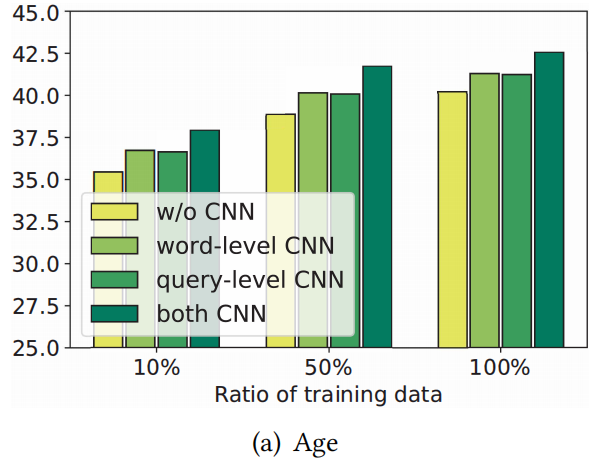 45.0
42.5
40.0
37.5
35.0
32.5
30.0
27.5
25.0
w/o CNN
word-level CNN
query-level CNN
both CNN
10% 50% 100%
Ratio of training data
(a) Age